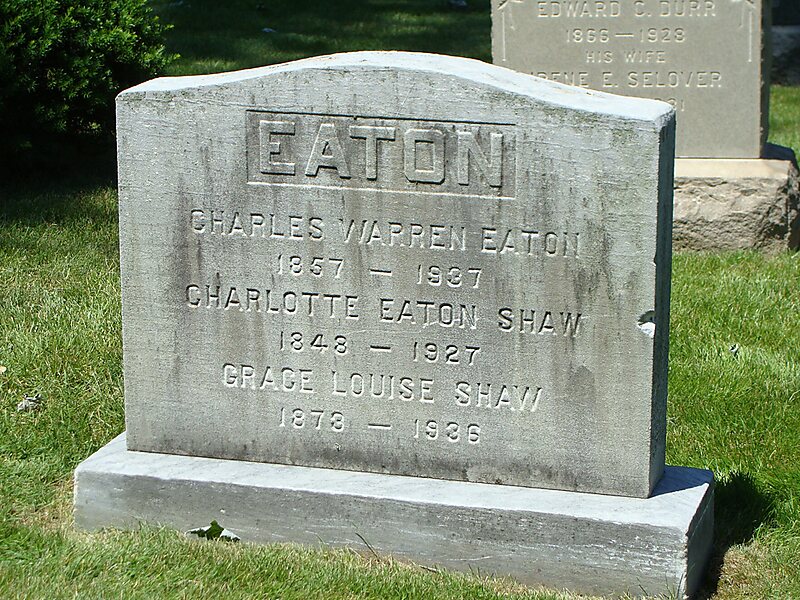 EDWARD C. DURR
1866 — 1928
HIS WIFE
IRENE E. SELOVER
EATON
CHARLES WARREN EATON
1857 — 1937
CHARLOTTE EATON SHAW
1848 — 1927
GRACE LOUISE SHAW
1873 — 1936